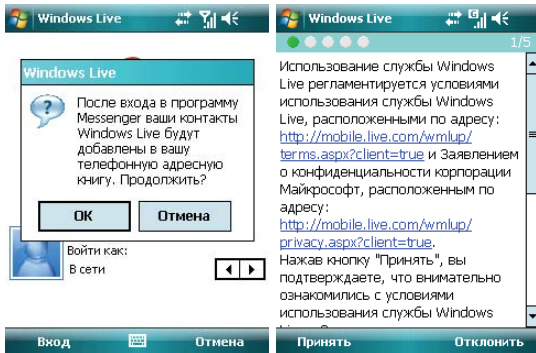 Windows Live
Windows Live
После входа в программу
Messenger ваши контакты
Windows Live будут
добавлены в вашу
телефонную адресную
книгу. Продолжить?
OK
Отмена
Войти как:
В сети
Вход
Отмена
Windows Live
G
1/5
Использование службы Windows
Live регламентируется условиями
использования службы Windows
Live, расположенными по адресу:
http://mobile.live.com/wmlup/
terms.aspx?client=true и Заявлением
о конфиденциальности корпорации
Майкрософт, расположенным по
адресу:
http://mobile.live.com/wmlup/
privacy.aspx?client=true.
Нажав кнопку "Принять", вы
подтверждаете, что внимательно
ознакомились с условиями
использования службы Windows
Принять
Отклонить